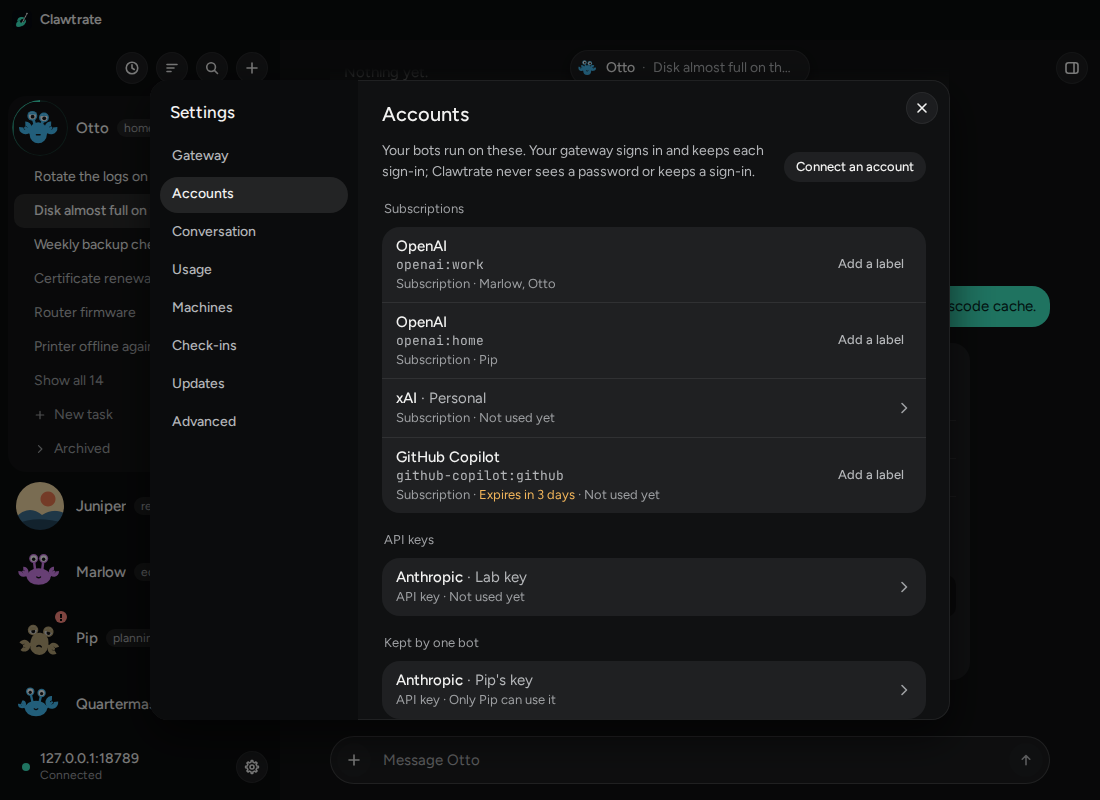 Clawtrate
Nothing yet.
Otto · Disk almost full on th...
Otto home
Rotate the logs on
Disk almost full on
Weekly backup che
Certificate renewa
Router firmware
Printer offline again
Show all 14
+ New task
Archived
Juniper re
Marlow
! Pip plannin
Quarterma
127.0.0.1:18789
Connected
Settings
Gateway
Accounts
Conversation
Usage
Machines
Check-ins
Updates
Advanced
Accounts
Your bots run on these. Your gateway signs in and keeps each
sign-in; Clawtrate never sees a password or keeps a sign-in.
Connect an account
Subscriptions
OpenAI
openai:work
Subscription · Marlow, Otto
Add a label
OpenAI
openai:home
Subscription · Pip
Add a label
xAI · Personal
Subscription · Not used yet
GitHub Copilot
github-copilot:github
Subscription · Expires in 3 days · Not used yet
Add a label
API keys
Anthropic · Lab key
API key · Not used yet
Kept by one bot
Anthropic · Pip's key
API key · Only Pip can use it
scode cache.
Message Otto